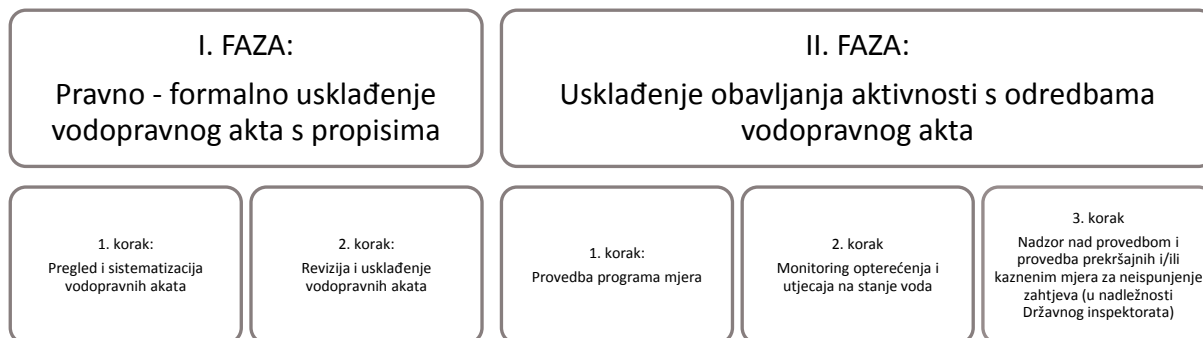 I. FAZA:
Pravno - formalno usklađenje
vodopravnog akta s propisima
II. FAZA:
Usklađenje obavljanja aktivnosti s odredbama
vodopravnog akta
1. korak:
Pregled i sistematizacija
vodopravnih akata
2. korak:
Revizija i usklađenje
vodopravnih akata
1. korak:
Provedba programa mjera
2. korak
Monitoring opterećenja i
utjecaja na stanje voda
3. korak
Nadzor nad provedbom i
provedba prekršajnih i/ili
kaznenim mjera za neispunjenje
zahtjeva (u nadležnosti
Državnog inspektorata)